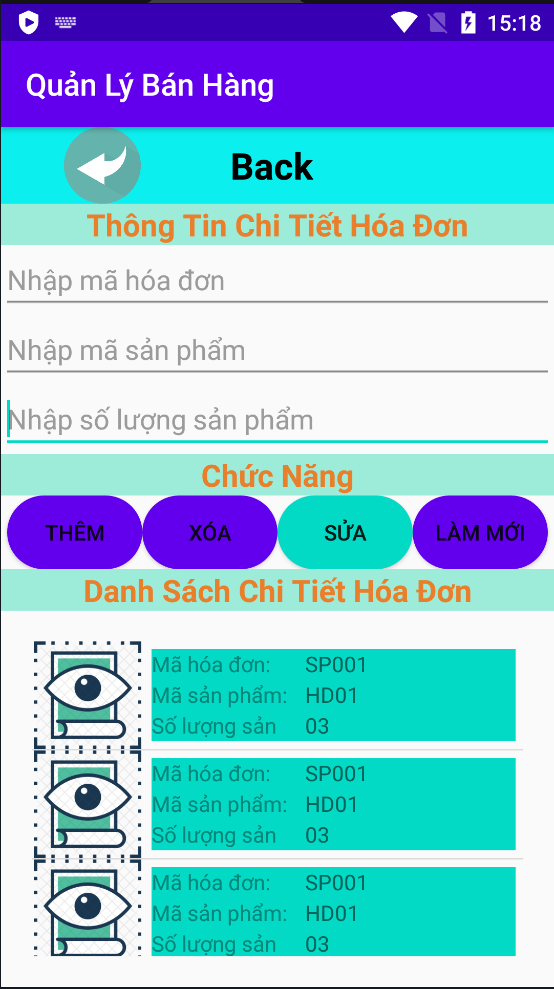 15:18
Quản Lý Bán Hàng
Back
Thông Tin Chi Tiết Hóa Đơn
Nhập mã hóa đơn
Nhập mã sản phẩm
Nhập số lượng sản phẩm
Chức Năng
THÊM XÓA SỬA LÀM MỚI
Danh Sách Chi Tiết Hóa Đơn
Mã hóa đơn: SP001
Mã sản phẩm: HD01
Số lượng sản 03
Mã hóa đơn: SP001
Mã sản phẩm: HD01
Số lượng sản 03
Mã hóa đơn: SP001
Mã sản phẩm: HD01
Số lượng sản 03